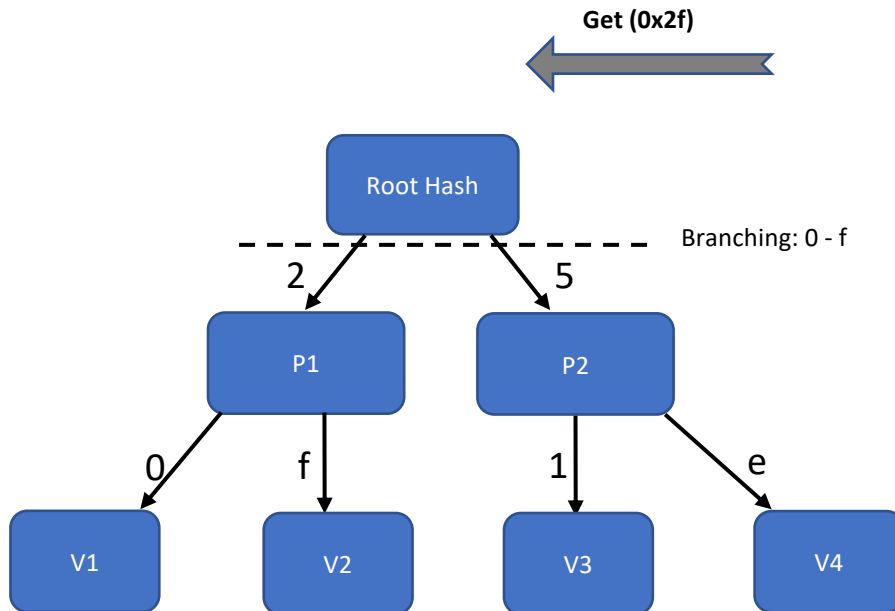 Get (0x2f)
Root Hash
Branching: 0 - f
2
5
P1
P2
0
f
1
e
V1
V2
V3
V4